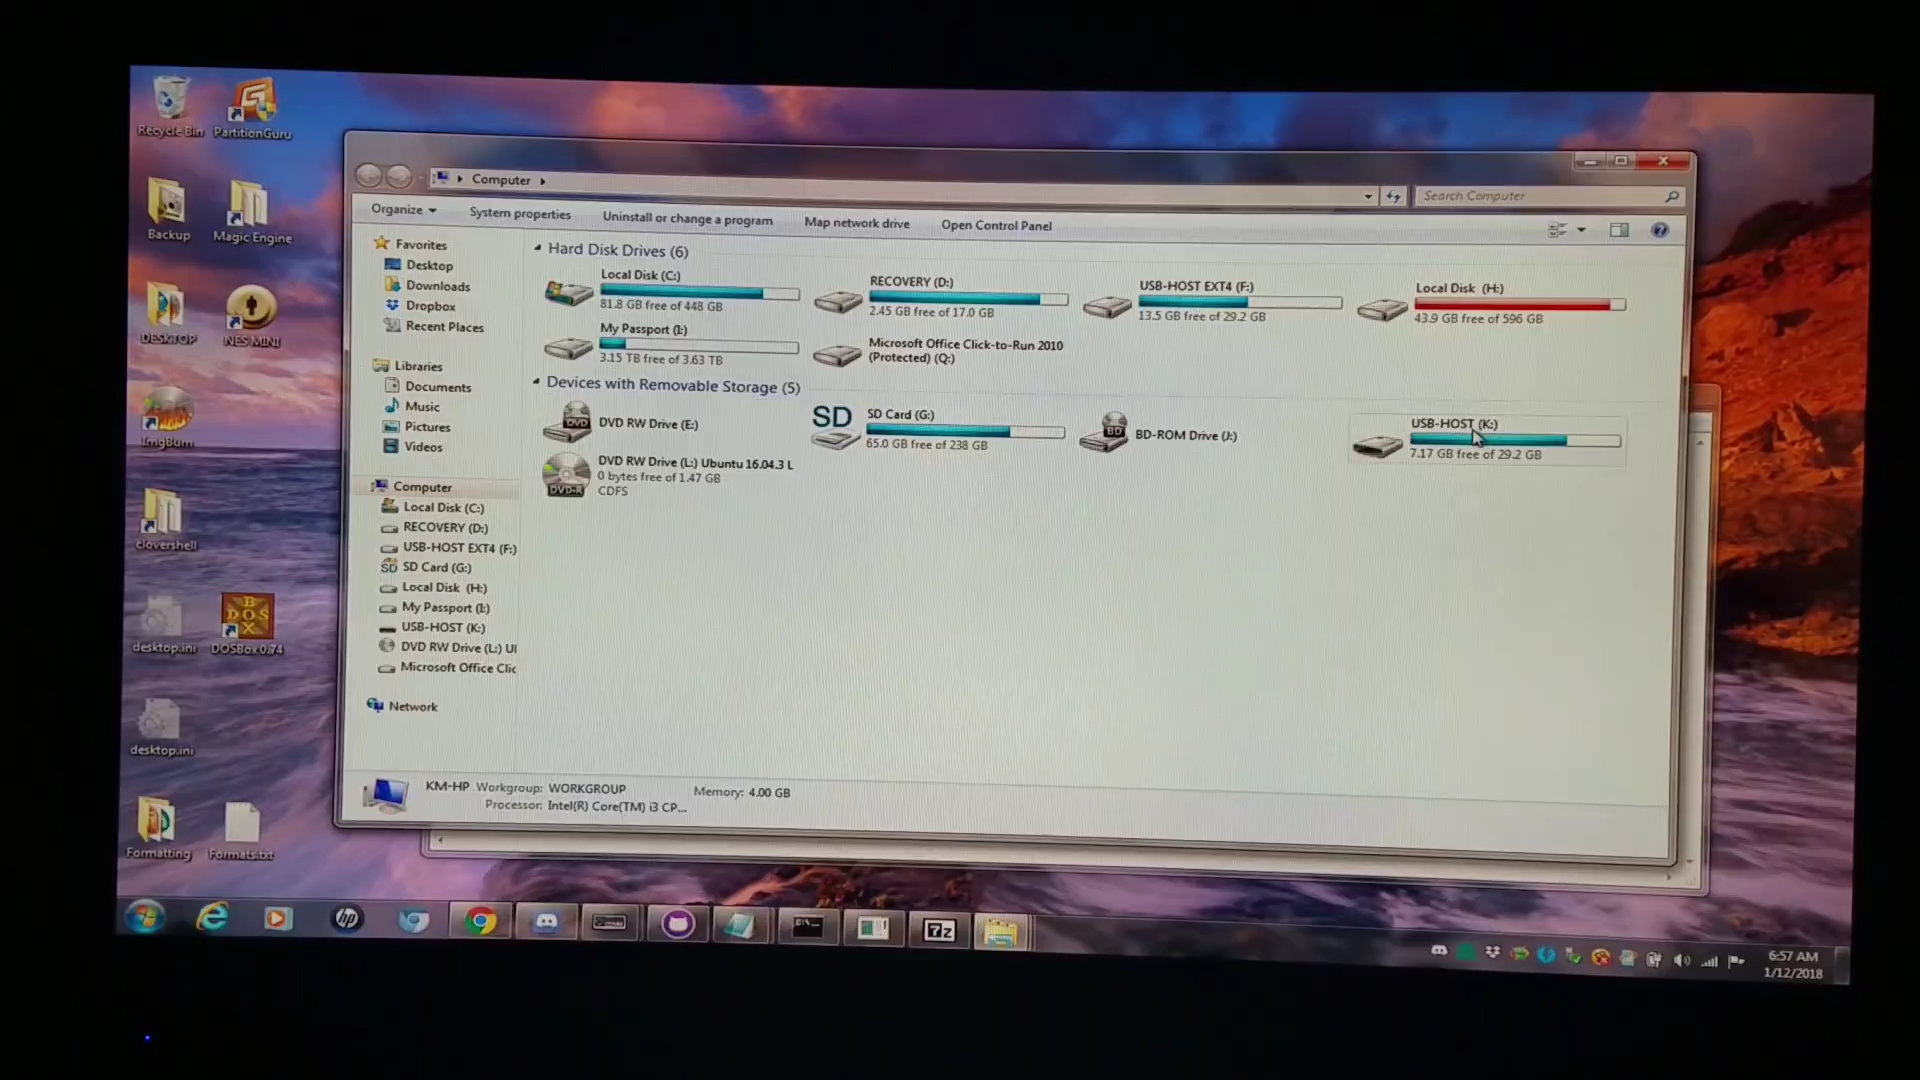 Recycle Bin
PartitionGuru
Backup
Magic Engine
DESKTOP
NES MINI
ImgBurn
clovershell
desktop.ini
DOSBox 0.74
desktop.ini
Formatting
Formats.txt
Computer
Search Computer
Organize
System properties
Uninstall or change a program
Map network drive
Open Control Panel
Favorites
Desktop
Downloads
Dropbox
Recent Places
Libraries
Documents
Music
Pictures
Videos
Computer
Local Disk (C:)
RECOVERY (D:)
USB-HOST EXT4 (F:)
SD Card (G:)
Local Disk (H:)
My Passport (I:)
USB-HOST (K:)
DVD RW Drive (L:) U
Microsoft Office Clic
Network
Hard Disk Drives (6)
Local Disk (C:)
81.8 GB free of 448 GB
RECOVERY (D:)
2.45 GB free of 17.0 GB
USB-HOST EXT4 (F:)
13.5 GB free of 29.2 GB
Local Disk (H:)
43.9 GB free of 596 GB
My Passport (I:)
3.15 TB free of 3.63 TB
Microsoft Office Click-to-Run 2010
(Protected) (Q:)
Devices with Removable Storage (5)
DVD
DVD RW Drive (E:)
SD
SD Card (G:)
65.0 GB free of 238 GB
BD
BD-ROM Drive (J:)
USB-HOST (K:)
7.17 GB free of 29.2 GB
DVD-R
DVD RW Drive (L:) Ubuntu 16.04.3 L
0 bytes free of 1.47 GB
CDFS
KM-HP Workgroup: WORKGROUP
Memory: 4.00 GB
Processor: Intel(R) Core(TM) i3 CP...
hp
7z
6:57 AM
1/12/2018